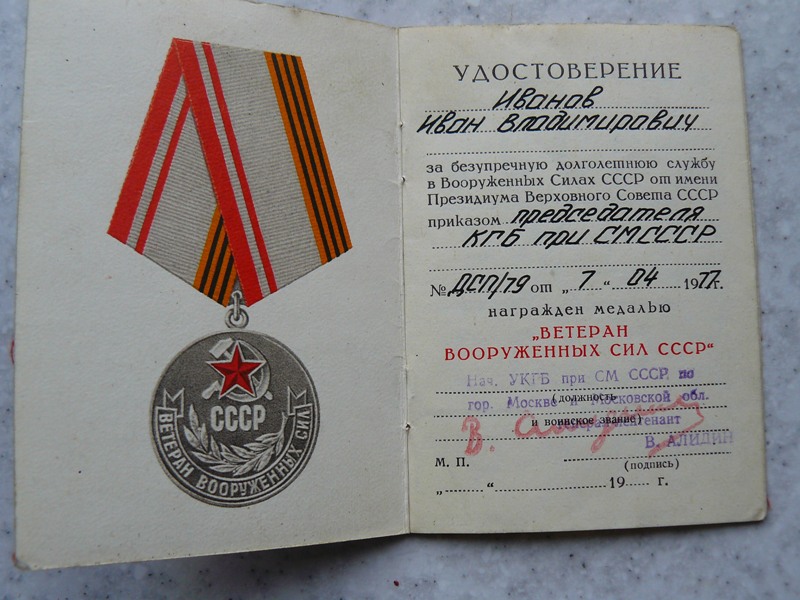 СССР
ВЕТЕРАН ВООРУЖЕННЫХ СИЛ
УДОСТОВЕРЕНИЕ
Иванов
Иван Владимирович
за безупречную долголетнюю службу
в Вооруженных Силах СССР от имени
Президиума Верховного Совета СССР
приказом председателя
КГБ при СМ СССР
№ ДСП/79 от „ 7 “ 04 1977 г.
награжден медалью
„ВЕТЕРАН
ВООРУЖЕННЫХ СИЛ СССР“
Нач. УКГБ при СМ СССР по
гор. Москве и Московской обл.
(должность
и воинское звание)
генерал-лейтенант
В. АЛИДИН
М. П.
(подпись)
„ “ 19 г.